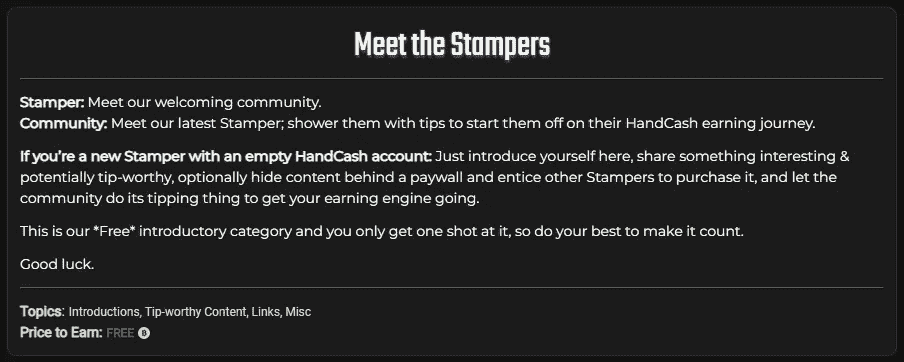 Meet the Stampers
Stamper: Meet our welcoming community.
Community: Meet our latest Stamper; shower them with tips to start them off on their HandCash earning journey.
If you're a new Stamper with an empty HandCash account: Just introduce yourself here, share something interesting &
potentially tip-worthy, optionally hide content behind a paywall and entice other Stampers to purchase it, and let the
community do its tipping thing to get your earning engine going.
This is our *Free* introductory category and you only get one shot at it, so do your best to make it count.
Good luck.
Topics: Introductions, Tip-worthy Content, Links, Misc
Price to Earn: FREE